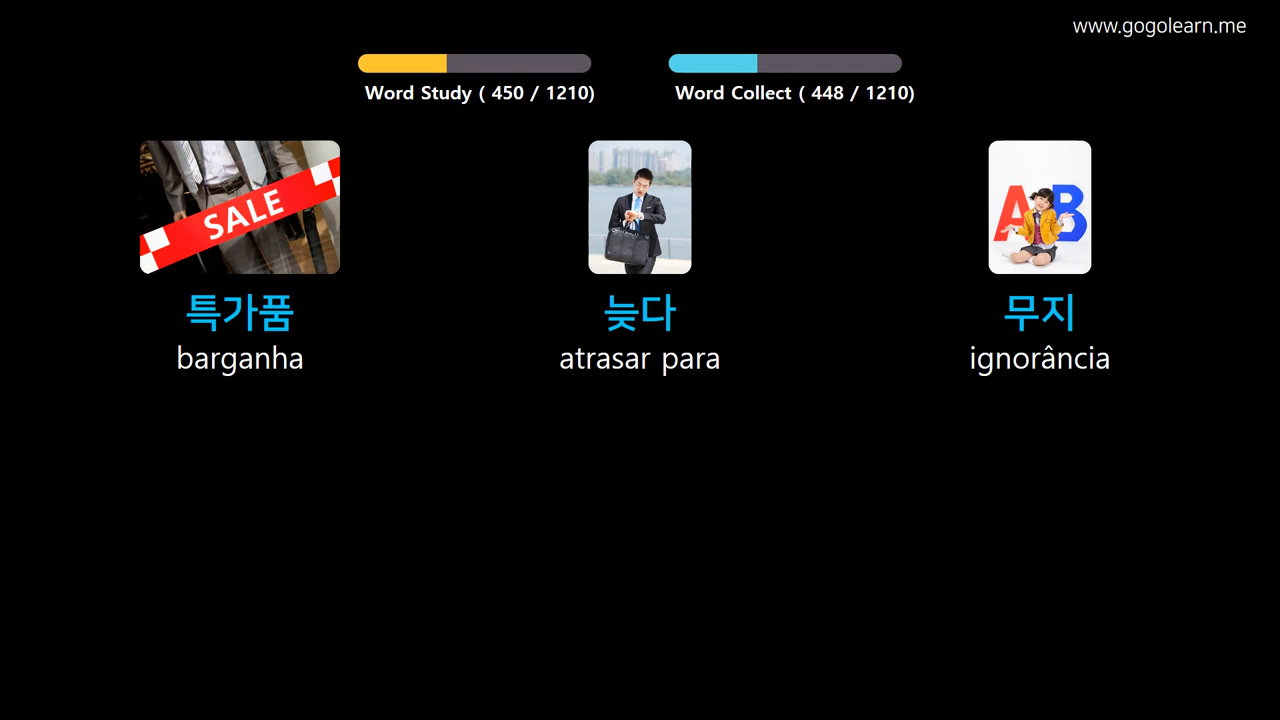 www.gogolearn.me
Word Study ( 450 / 1210)
Word Collect ( 448 / 1210)
SALE
A B
특가품
늦다
무지
barganha
atrasar para
ignorância